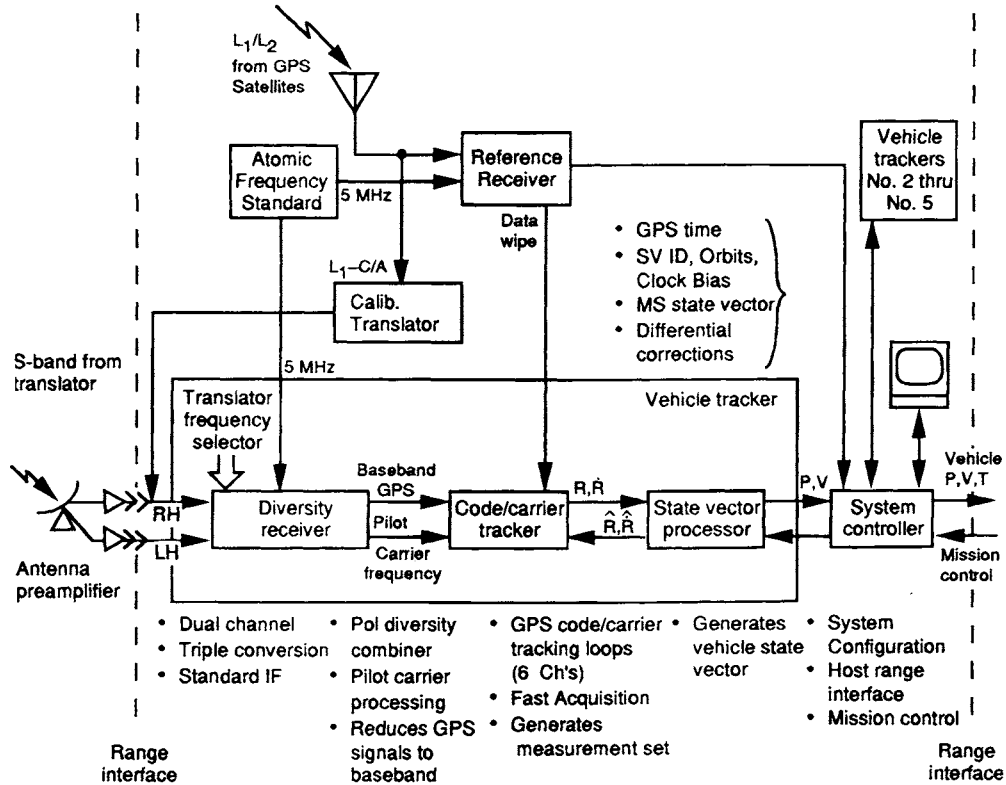 L1/L2
from GPS
Satellites
Atomic
Frequency
Standard
5 MHz
Reference
Receiver
Vehicle
trackers
No. 2 thru
No. 5
Data
wipe
• GPS time
• SV ID, Orbits,
Clock Bias
• MS state vector
• Differential
corrections
L1–C/A
Calib.
Translator
S-band from
translator
5 MHz
Translator
frequency
selector
Vehicle tracker
Baseband
GPS
RH
LH
Diversity
receiver
Pilot
Carrier
frequency
Code/carrier
tracker
R, Ṙ
R̂, Ṙ̂
State vector
processor
P,V
System
controller
Vehicle
P,V,T
Mission
control
Antenna
preamplifier
• Dual channel
• Triple conversion
• Standard IF
• Pol diversity
combiner
• Pilot carrier
processing
• Reduces GPS
signals to
baseband
• GPS code/carrier
tracking loops
(6 Ch's)
• Fast Acquisition
• Generates
measurement set
• Generates
vehicle state
vector
• System
Configuration
• Host range
interface
• Mission control
Range
interface
Range
interface